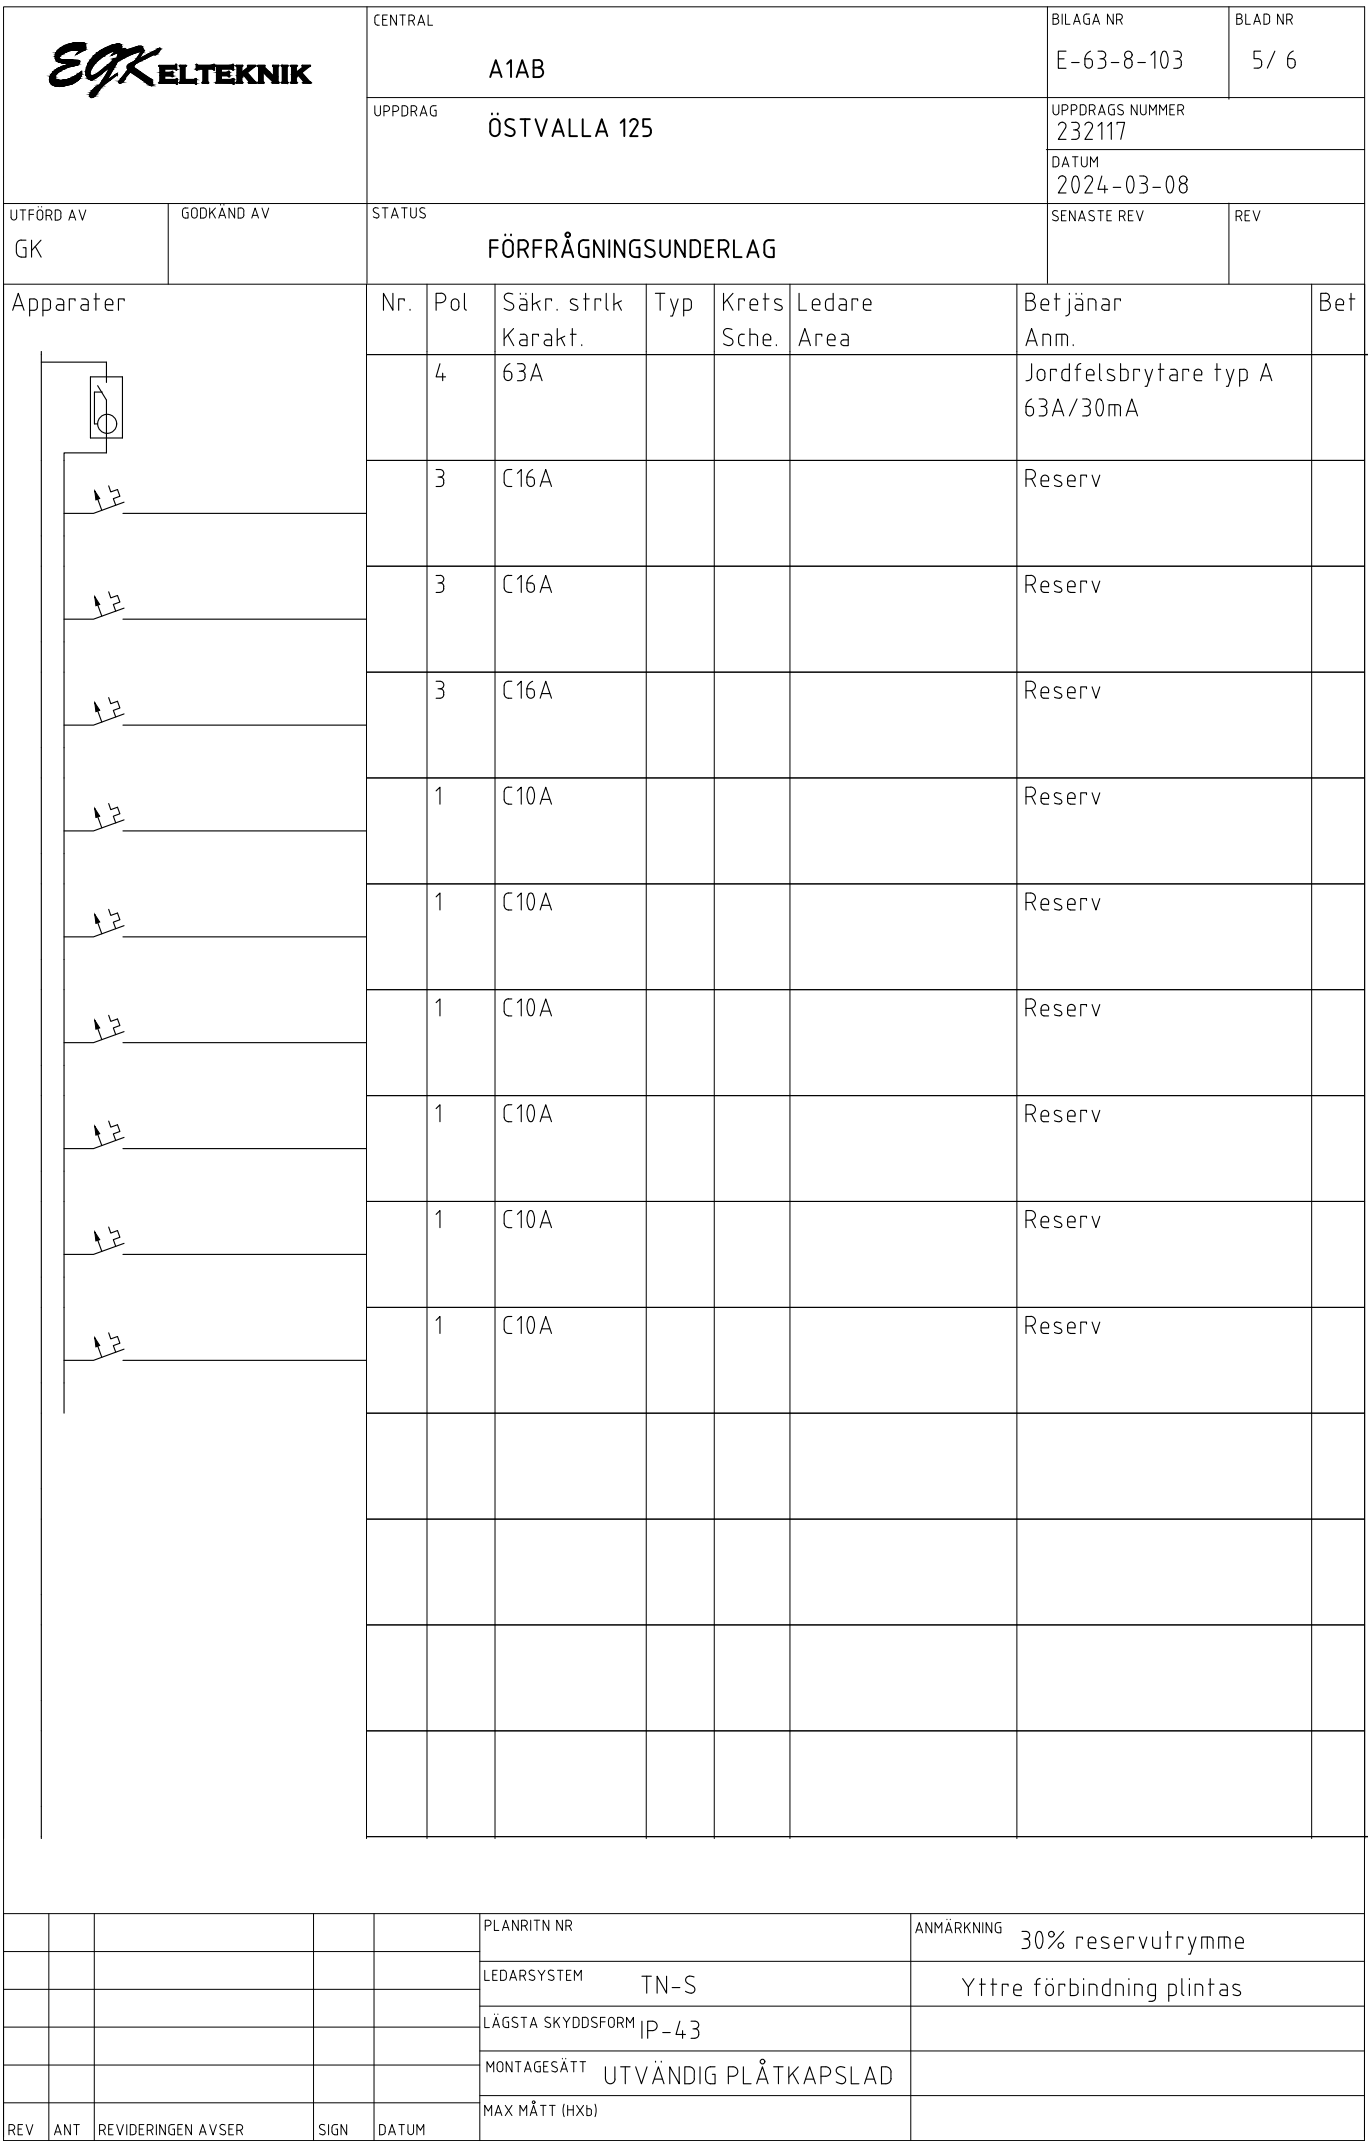 EGK ELTEKNIK
CENTRAL
A1AB
BILAGA NR
E-63-8-103
BLAD NR
5/ 6
UPPDRAG
ÖSTVALLA 125
UPPDRAGS NUMMER
232117
DATUM
2024-03-08
UTFÖRD AV
GK
GODKÄND AV
STATUS
FÖRFRÅGNINGSUNDERLAG
SENASTE REV
REV
Apparater Nr. Pol Säkr. strlk Typ Krets Ledare Betjänar Bet
Karakt. Sche. Area Anm.
4 63A Jordfelsbrytare typ A
63A/30mA
3 C16A Reserv
3 C16A Reserv
3 C16A Reserv
1 C10A Reserv
1 C10A Reserv
1 C10A Reserv
1 C10A Reserv
1 C10A Reserv
1 C10A Reserv
PLANRITN NR
ANMÄRKNING 30% reservutrymme
LEDARSYSTEM TN-S
Yttre förbindning plintas
LÄGSTA SKYDDSFORM IP-43
MONTAGESÄTT UTVÄNDIG PLÅTKAPSLAD
MAX MÅTT (HXb)
REV ANT REVIDERINGEN AVSER SIGN DATUM